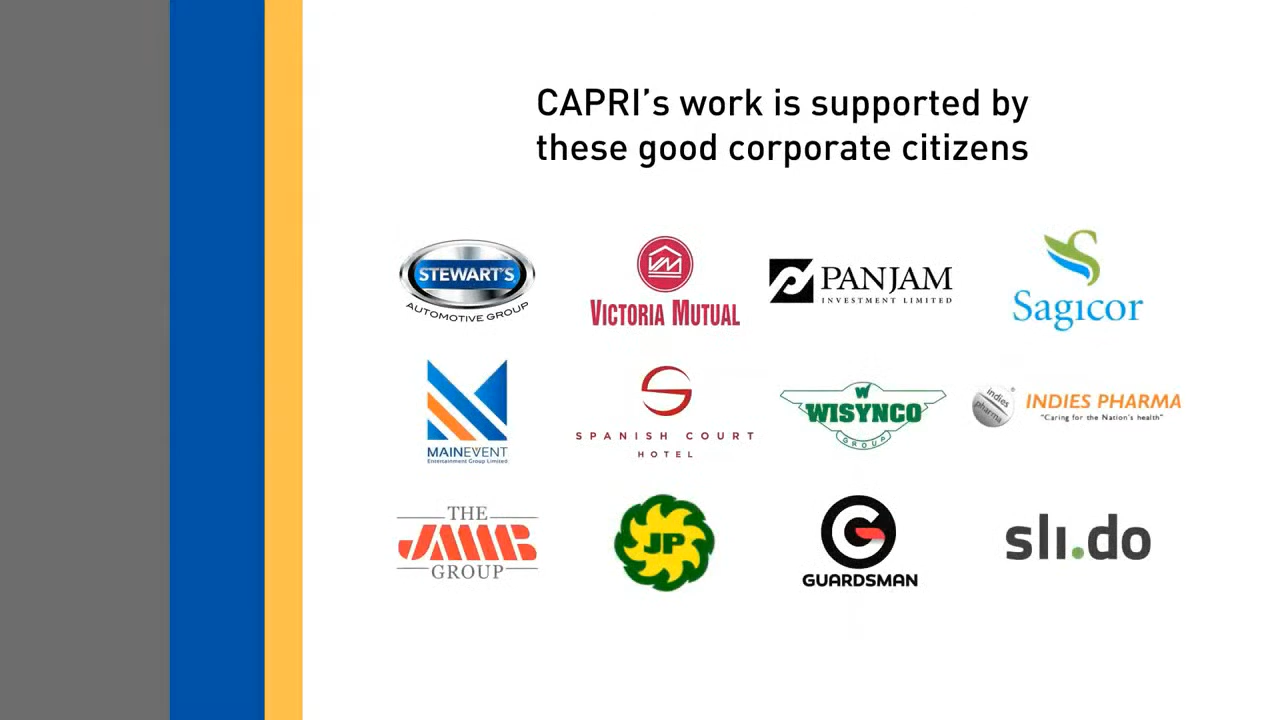 CAPRI's work is supported by
these good corporate citizens
STEWART'S
AUTOMOTIVE GROUP
VM
VICTORIA MUTUAL
PANJAM
INVESTMENT LIMITED
Sagicor
MAINEVENT
Entertainment Group Limited
SPANISH COURT
HOTEL
WISYNCO
GROUP
indies
pharma
INDIES PHARMA
"Caring for the Nation's health"
THE
JMMB
GROUP
JP
GUARDSMAN
sli.do